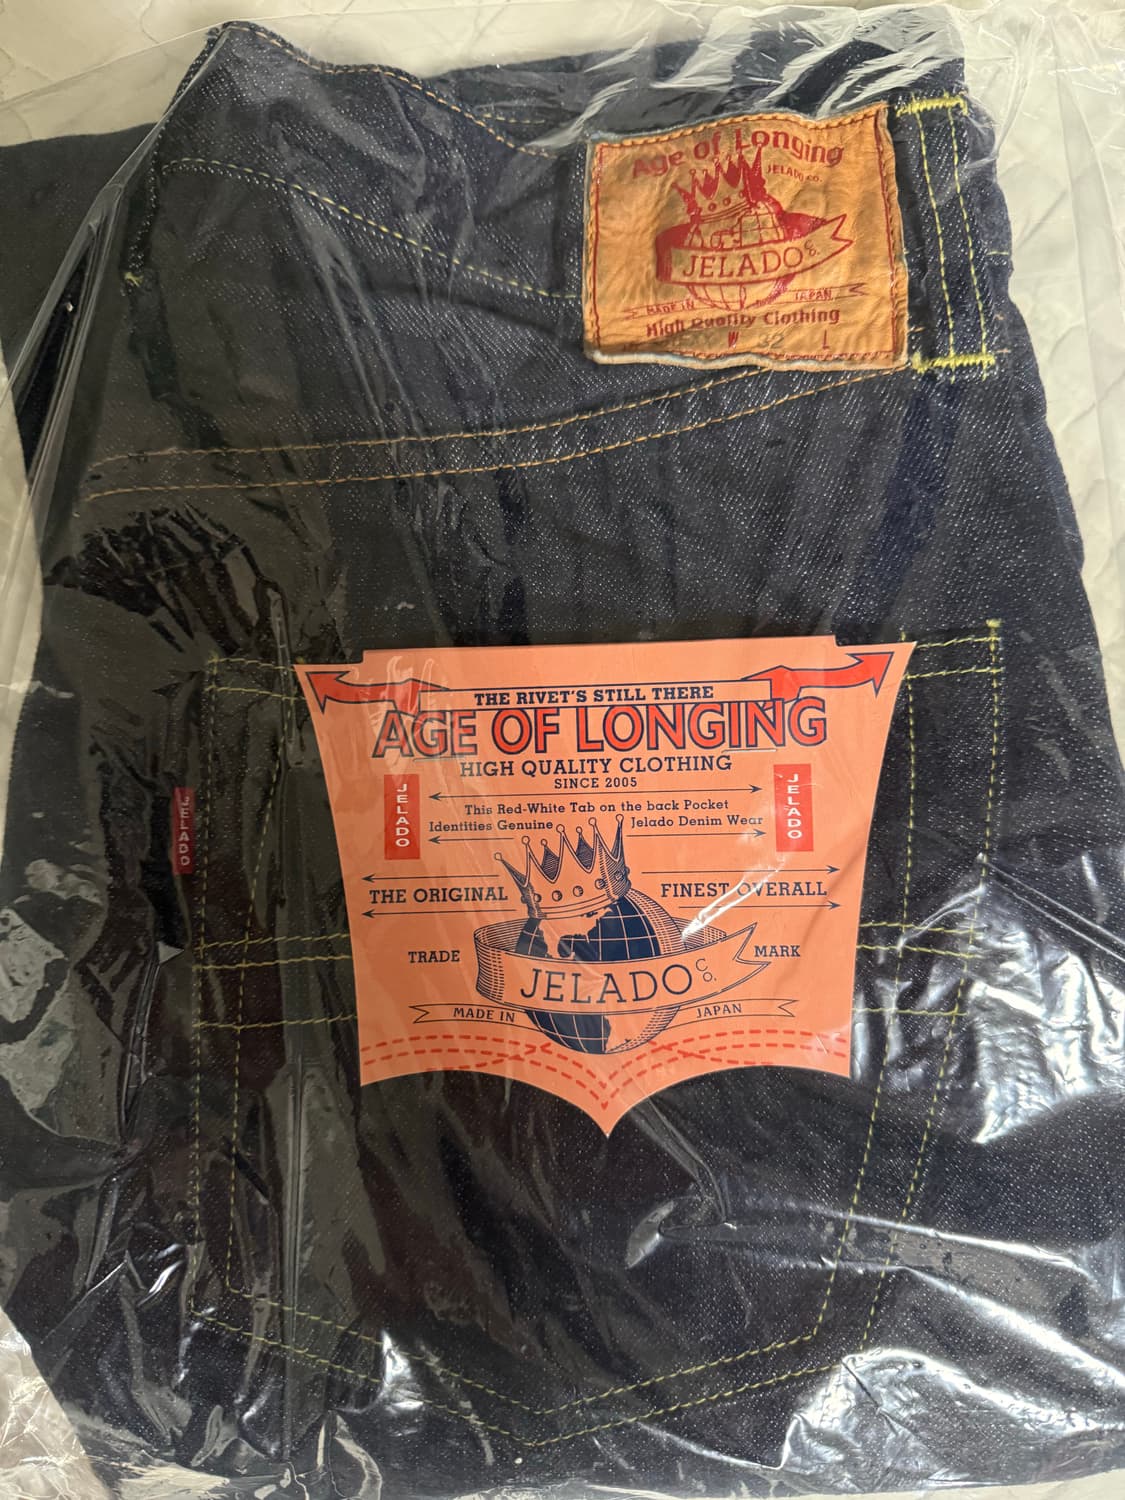 Age of Longing
JELADO CO.
JELADO CO.
MADE IN JAPAN
High Quality Clothing
W 32 L
THE RIVET'S STILL THERE
AGE OF LONGING
HIGH QUALITY CLOTHING
SINCE 2005
JELADO
JELADO
JELADO
This Red-White Tab on the back Pocket
Identities Genuine Jelado Denim Wear
THE ORIGINAL FINEST OVERALL
TRADE MARK
JELADO CO.
MADE IN JAPAN